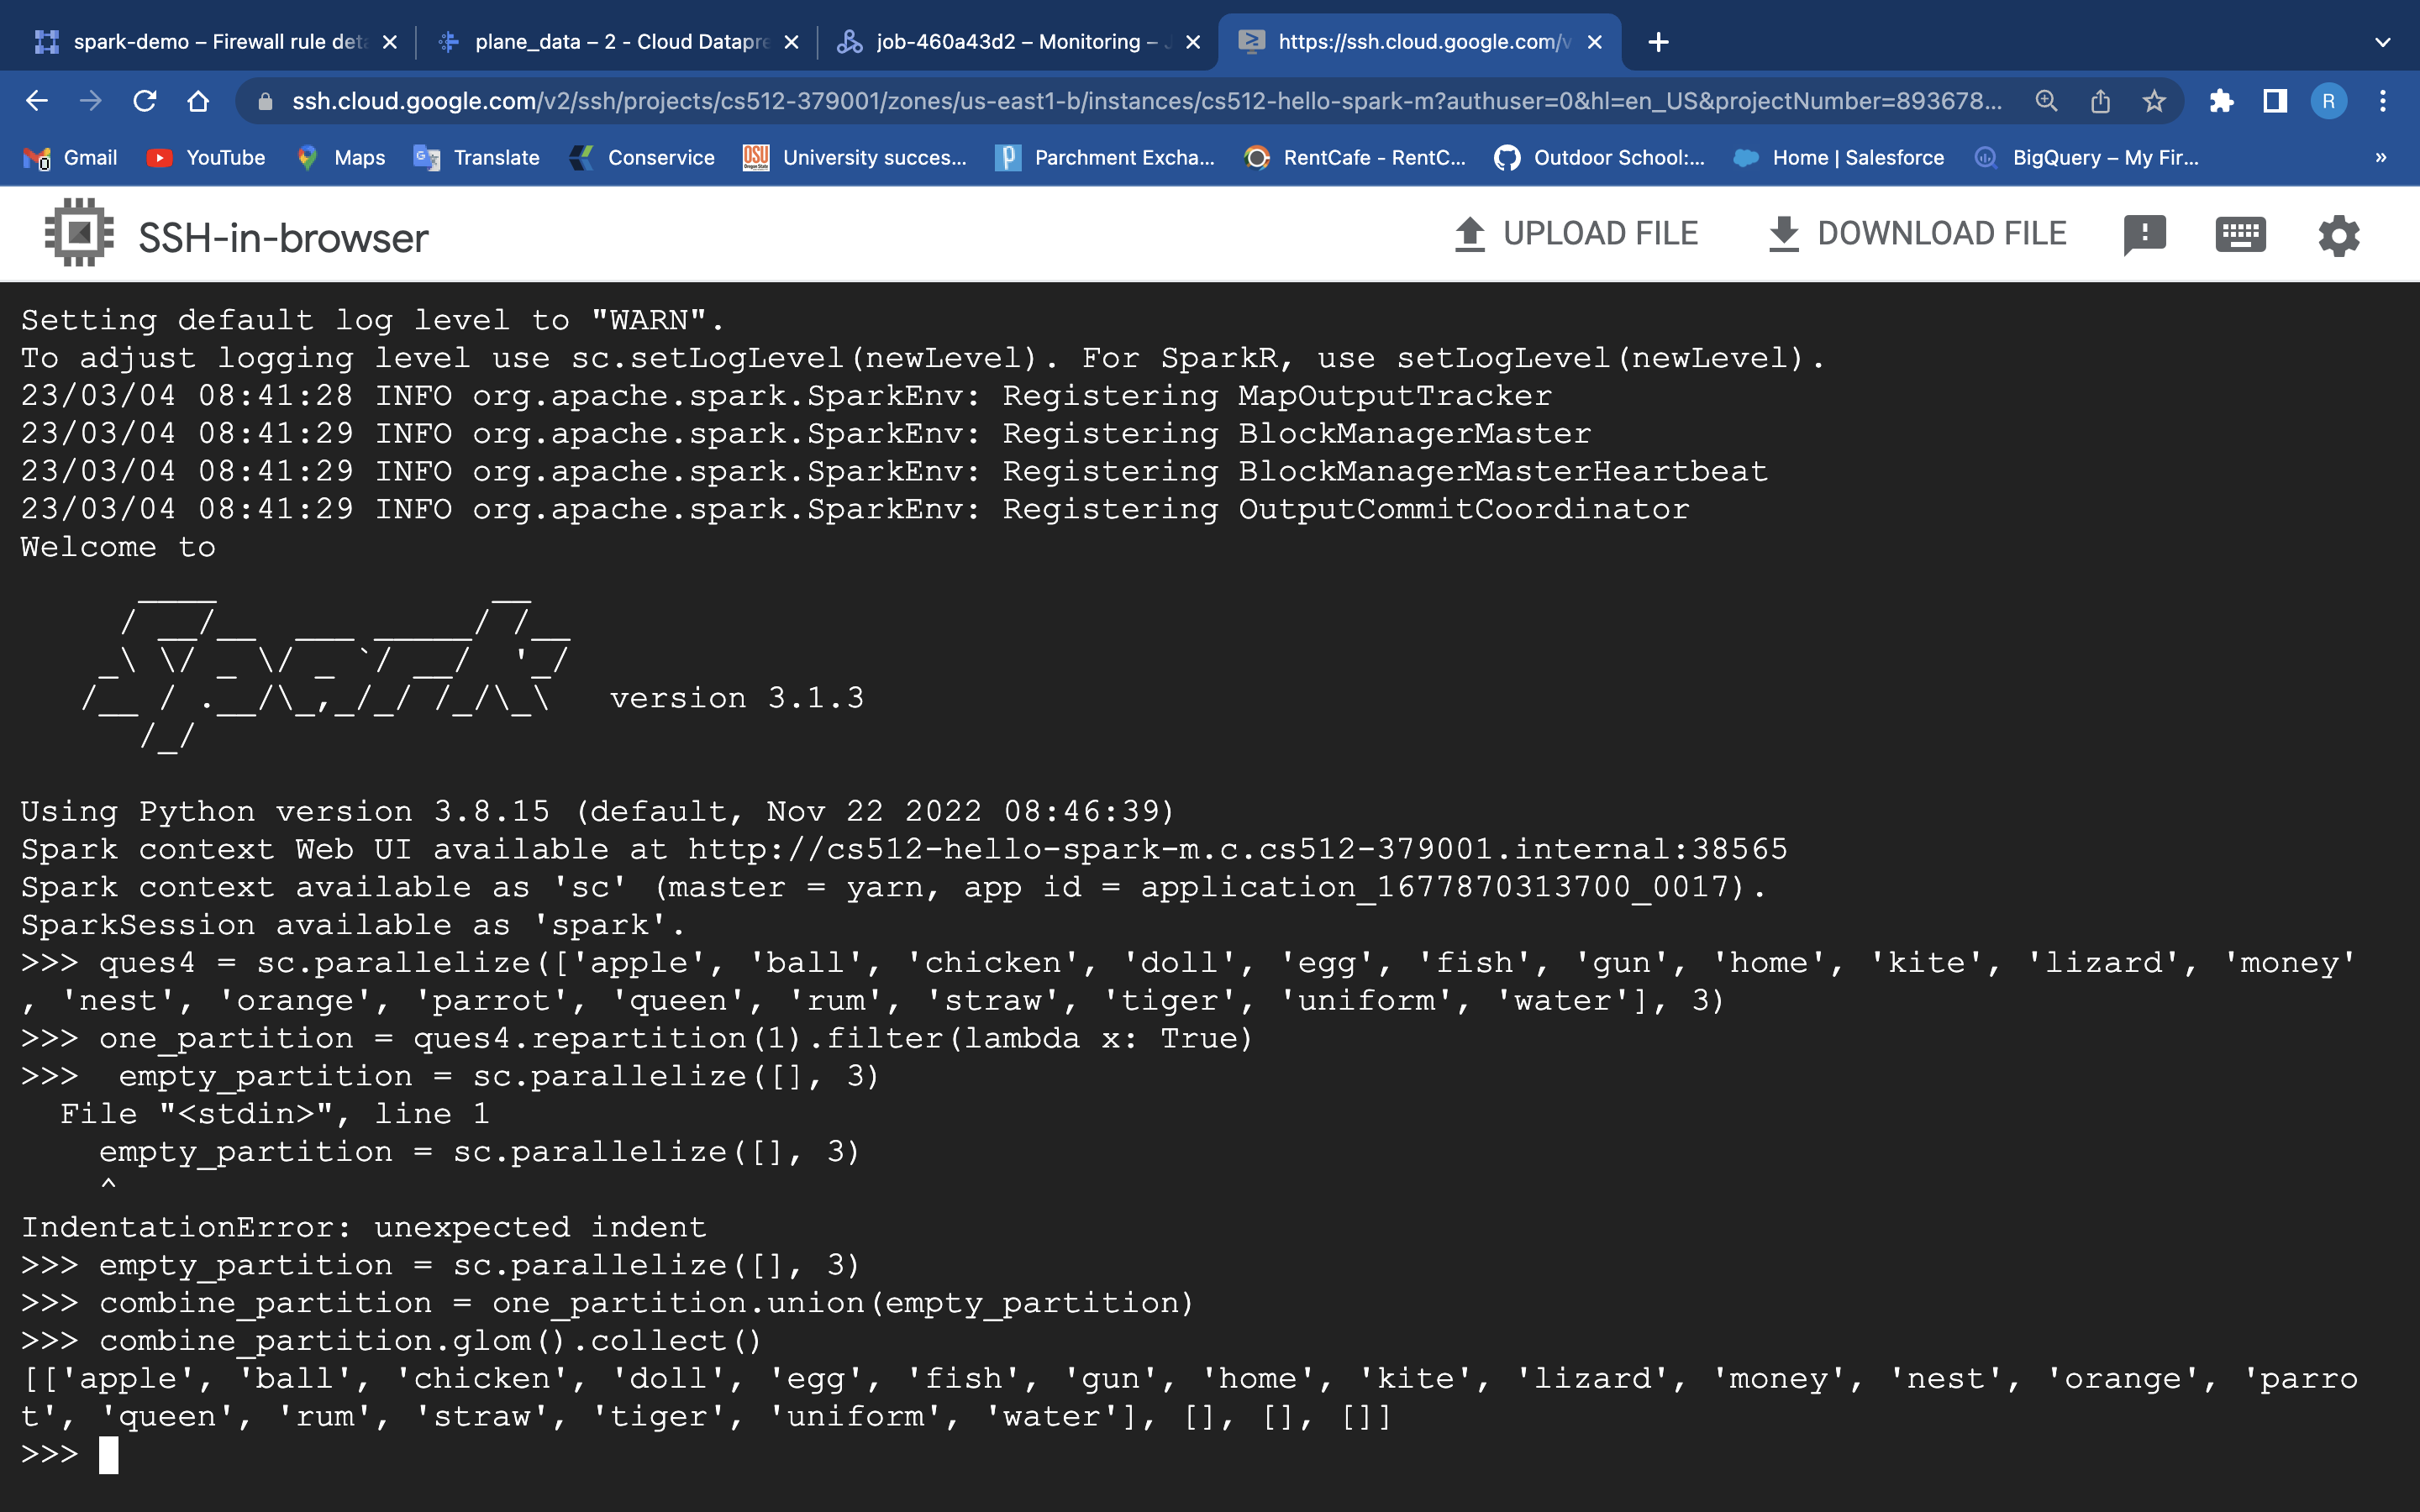 spark-demo – Firewall rule deta
plane_data – 2 - Cloud Datapre
job-460a43d2 – Monitoring –
https://ssh.cloud.google.com/v
ssh.cloud.google.com/v2/ssh/projects/cs512-379001/zones/us-east1-b/instances/cs512-hello-spark-m?authuser=0&hl=en_US&projectNumber=893678...
R
Gmail
YouTube
Maps
Translate
Conservice
OSU
University succes...
Parchment Excha...
RentCafe - RentC...
Outdoor School:...
Home | Salesforce
BigQuery – My Fir...
»
SSH-in-browser
UPLOAD FILE
DOWNLOAD FILE
Setting default log level to "WARN".
To adjust logging level use sc.setLogLevel(newLevel). For SparkR, use setLogLevel(newLevel).
23/03/04 08:41:28 INFO org.apache.spark.SparkEnv: Registering MapOutputTracker
23/03/04 08:41:29 INFO org.apache.spark.SparkEnv: Registering BlockManagerMaster
23/03/04 08:41:29 INFO org.apache.spark.SparkEnv: Registering BlockManagerMasterHeartbeat
23/03/04 08:41:29 INFO org.apache.spark.SparkEnv: Registering OutputCommitCoordinator
Welcome to
      ____              __
     / __/__  ___ _____/ /__
    _\ \/ _ \/ _ `/ __/  '_/
   /__ / .__/\_,_/_/ /_/\_\   version 3.1.3
      /_/
Using Python version 3.8.15 (default, Nov 22 2022 08:46:39)
Spark context Web UI available at http://cs512-hello-spark-m.c.cs512-379001.internal:38565
Spark context available as 'sc' (master = yarn, app id = application_1677870313700_0017).
SparkSession available as 'spark'.
>>> ques4 = sc.parallelize(['apple', 'ball', 'chicken', 'doll', 'egg', 'fish', 'gun', 'home', 'kite', 'lizard', 'money'
, 'nest', 'orange', 'parrot', 'queen', 'rum', 'straw', 'tiger', 'uniform', 'water'], 3)
>>> one_partition = ques4.repartition(1).filter(lambda x: True)
>>>  empty_partition = sc.parallelize([], 3)
  File "<stdin>", line 1
    empty_partition = sc.parallelize([], 3)
    ^
IndentationError: unexpected indent
>>> empty_partition = sc.parallelize([], 3)
>>> combine_partition = one_partition.union(empty_partition)
>>> combine_partition.glom().collect()
[['apple', 'ball', 'chicken', 'doll', 'egg', 'fish', 'gun', 'home', 'kite', 'lizard', 'money', 'nest', 'orange', 'parro
t', 'queen', 'rum', 'straw', 'tiger', 'uniform', 'water'], [], [], []]
>>>